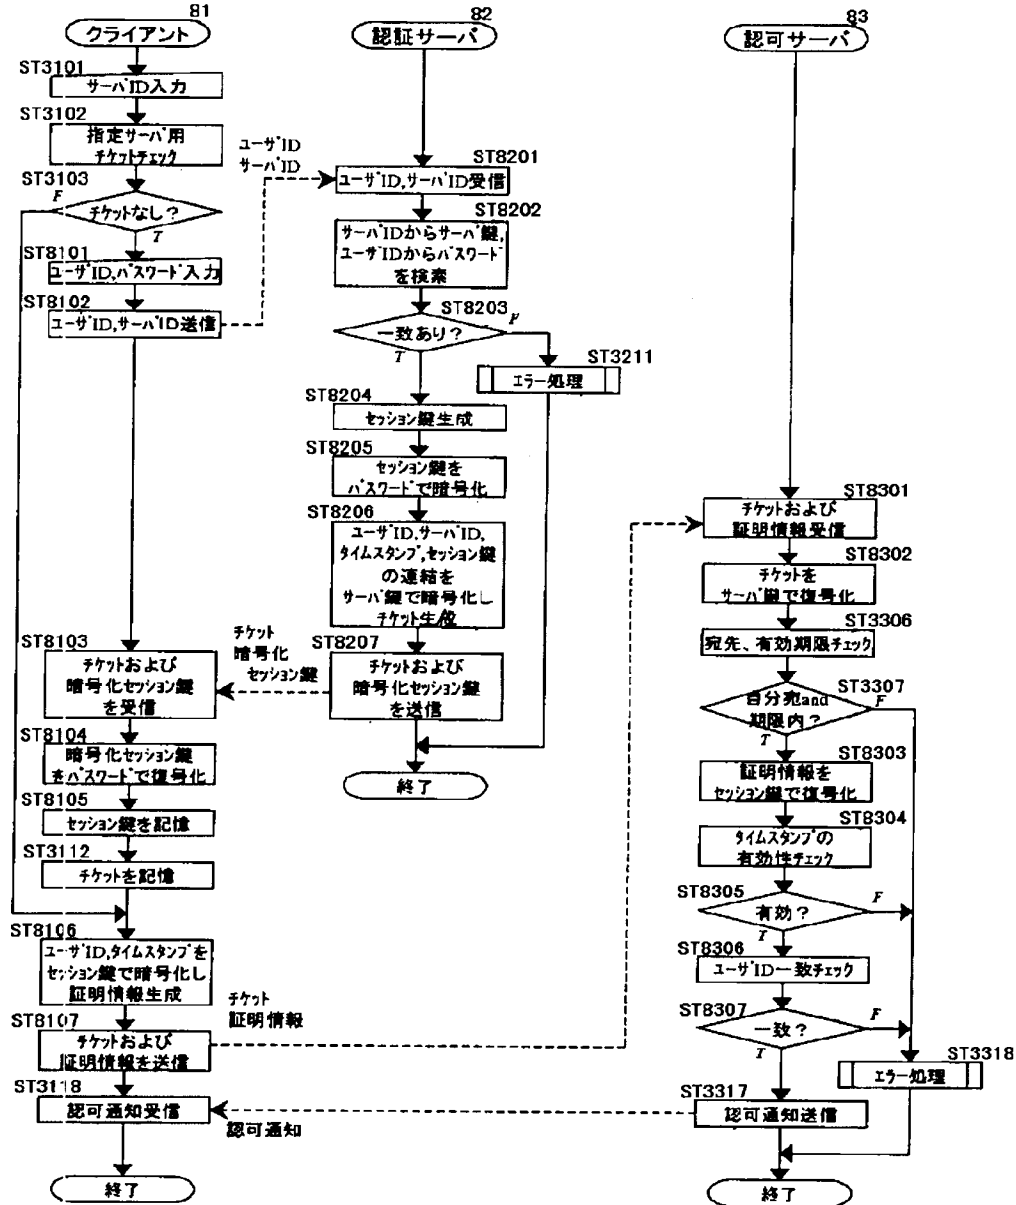 81
クライアント
ST3101
サーバID入力
ST3102
指定サーバ用
チケットチェック
ST3103
F
チケットなし?
T
ST8101
ユーザID,パスワード入力
ST8102
ユーザID,サーバID送信
ユーザID
サーバID
ST8103
チケットおよび
暗号化セッション鍵
を受信
ST8104
暗号化セッション鍵
をパスワードで復号化
ST8105
セッション鍵を記憶
ST3112
チケットを記憶
ST8106
ユーザID,タイムスタンプを
セッション鍵で暗号化し
証明情報生成
ST8107
チケットおよび
証明情報を送信
ST3118
認可通知受信
終了
チケット
暗号化
セッション鍵
チケット
証明情報
認可通知
82
認証サーバ
ST8201
ユーザID,サーバID受信
ST8202
サーバIDからサーバ鍵,
ユーザIDからパスワード
を検索
ST8203
一致あり?
F
T
ST3211
エラー処理
ST8204
セッション鍵生成
ST8205
セッション鍵を
パスワードで暗号化
ST8206
ユーザID,サーバID,
タイムスタンプ,セッション鍵
の連結を
サーバ鍵で暗号化し
チケット生成
ST8207
チケットおよび
暗号化セッション鍵
を送信
終了
83
認可サーバ
ST8301
チケットおよび
証明情報受信
ST8302
チケットを
サーバ鍵で復号化
ST3306
宛先、有効期限チェック
ST3307
自分宛and
期限内?
F
T
ST8303
証明情報を
セッション鍵で復号化
ST8304
タイムスタンプの
有効性チェック
ST8305
有効?
F
T
ST8306
ユーザID一致チェック
ST8307
一致?
F
T
ST3318
エラー処理
ST3317
認可通知送信
終了